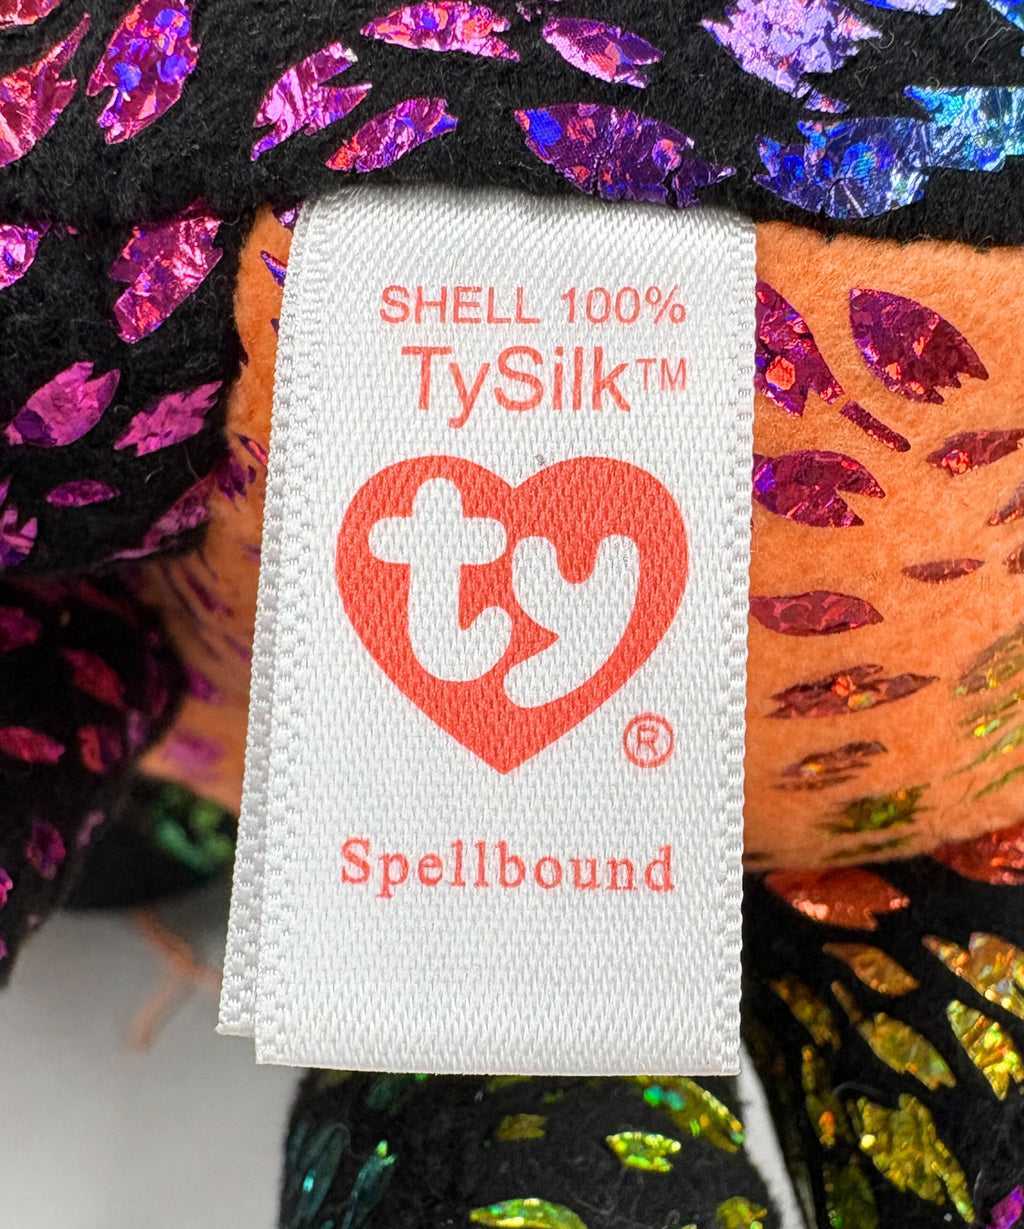 SHELL 100%
TySilk™
ty
®
Spellbound